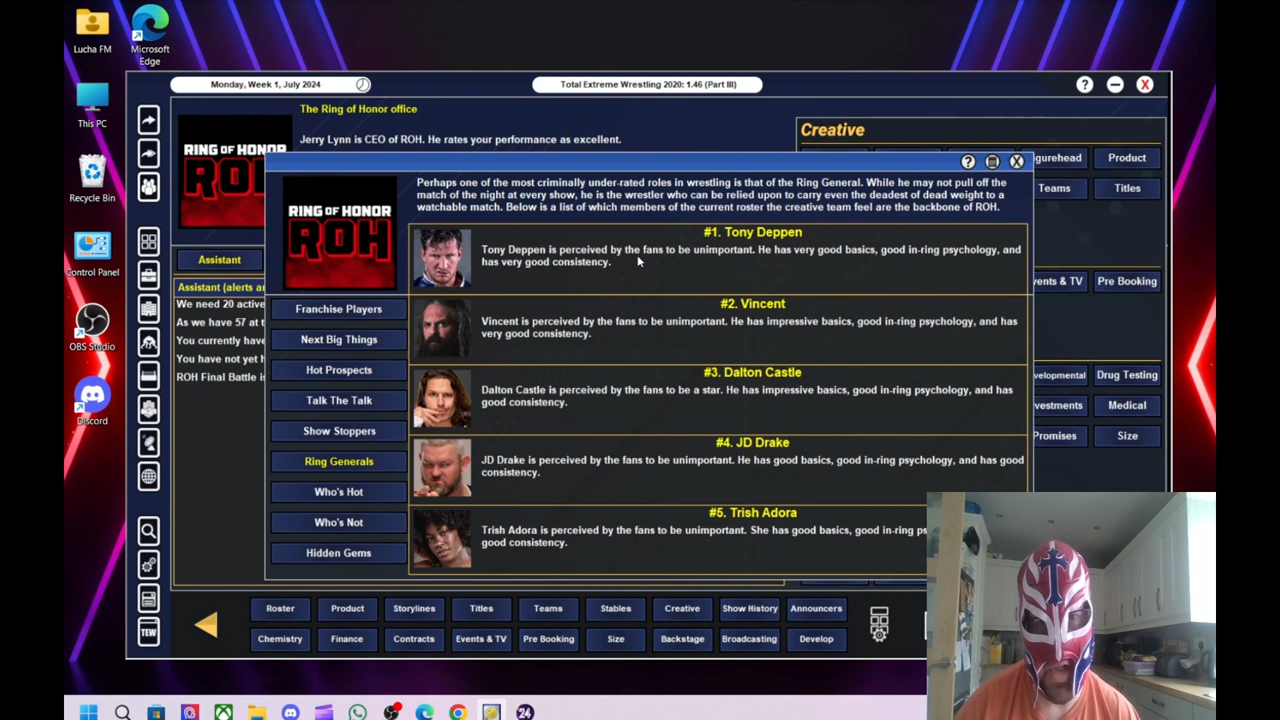 Lucha FM
Microsoft
Edge
This PC
Recycle Bin
Control Panel
OBS Studio
Discord
Monday, Week 1, July 2024
Total Extreme Wrestling 2020: 1.46 (Part III)
?
X
The Ring of Honor office
Jerry Lynn is CEO of ROH. He rates your performance as excellent.
RING OF HONOR
Creative
gurehead
Product
Teams
Titles
ents & TV
Pre Booking
velopmental
Drug Testing
vestments
Medical
Promises
Size
Assistant
Assistant (alerts a
We need 20 active
As we have 57 at t
You currently have
You have not yet h
ROH Final Battle is
?
X
RING OF HONOR
ROH
Perhaps one of the most criminally under-rated roles in wrestling is that of the Ring General. While he may not pull off the
match of the night at every show, he is the wrestler who can be relied upon to carry even the deadest of dead weight to a
watchable match. Below is a list of which members of the current roster the creative team feel are the backbone of ROH.
Franchise Players
Next Big Things
Hot Prospects
Talk The Talk
Show Stoppers
Ring Generals
Who's Hot
Who's Not
Hidden Gems
#1. Tony Deppen
Tony Deppen is perceived by the fans to be unimportant. He has very good basics, good in-ring psychology, and
has very good consistency.
#2. Vincent
Vincent is perceived by the fans to be unimportant. He has impressive basics, good in-ring psychology, and has
very good consistency.
#3. Dalton Castle
Dalton Castle is perceived by the fans to be a star. He has impressive basics, good in-ring psychology, and has
good consistency.
#4. JD Drake
JD Drake is perceived by the fans to be unimportant. He has good basics, good in-ring psychology, and has good
consistency.
#5. Trish Adora
Trish Adora is perceived by the fans to be unimportant. She has good basics, good in-ring ps
good consistency.
TEW
Roster
Product
Storylines
Titles
Teams
Stables
Creative
Show History
Announcers
Chemistry
Finance
Contracts
Events & TV
Pre Booking
Size
Backstage
Broadcasting
Develop
24